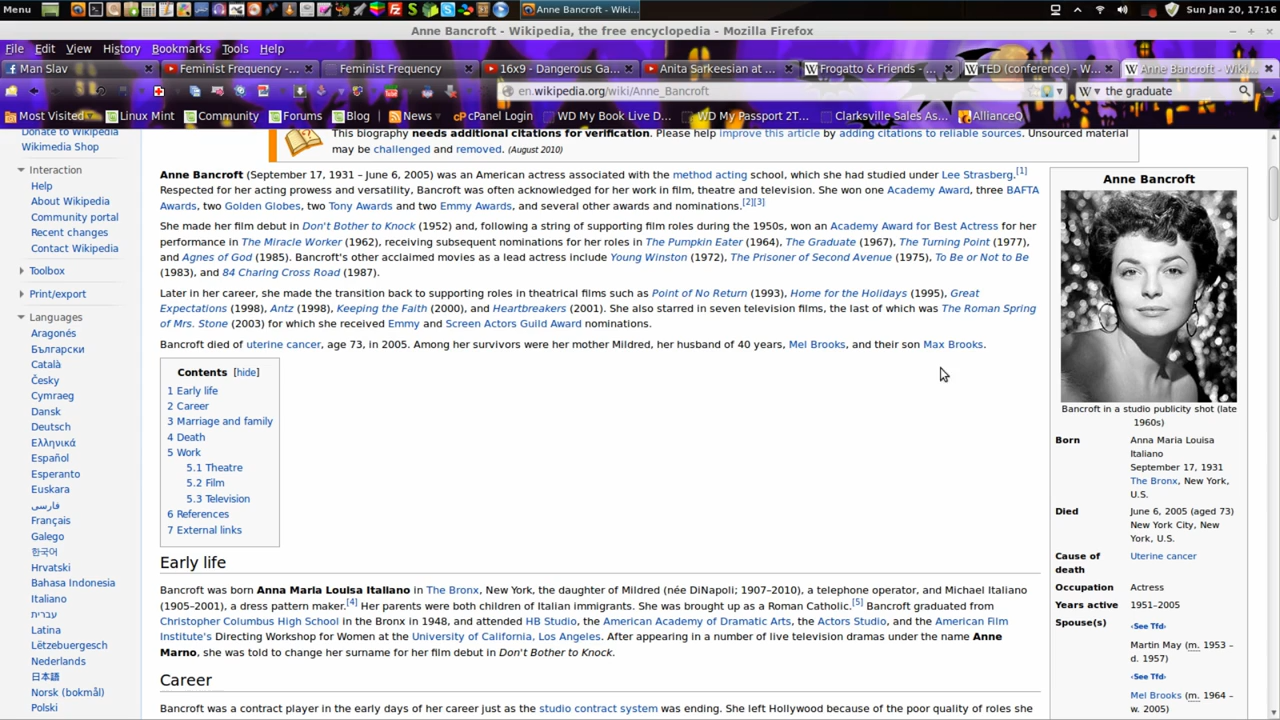 Menu
Anne Bancroft - Wiki...
Sun Jan 20, 17:16
Anne Bancroft - Wikipedia, the free encyclopedia - Mozilla Firefox
File Edit View History Bookmarks Tools Help
Man Slav
Feminist Frequency -...
Feminist Frequency
16x9 - Dangerous Ga...
Anita Sarkeesian at ...
Frogatto & Friends - ...
TED (conference) - W...
Anne Bancroft - Wiki...
en.wikipedia.org/wiki/Anne_Bancroft
the graduate
Most Visited
Linux Mint
Community
Forums
Blog
News
cPanel Login
WD My Book Live D...
WD My Passport 2T...
Clarksville Sales As...
AllianceQ
Donate to Wikipedia
Wikimedia Shop
Interaction
Help
About Wikipedia
Community portal
Recent changes
Contact Wikipedia
Toolbox
Print/export
Languages
Aragonés
Български
Català
Česky
Cymraeg
Dansk
Deutsch
Ελληνικά
Español
Esperanto
Euskara
فارسی
Français
Galego
한국어
Hrvatski
Bahasa Indonesia
Italiano
עברית
Latina
Lëtzebuergesch
Nederlands
日本語
Norsk (bokmål)
Polski
This biography needs additional citations for verification. Please help improve this article by adding citations to reliable sources. Unsourced material
may be challenged and removed. (August 2010)
Anne Bancroft (September 17, 1931 – June 6, 2005) was an American actress associated with the method acting school, which she had studied under Lee Strasberg.[1]
Respected for her acting prowess and versatility, Bancroft was often acknowledged for her work in film, theatre and television. She won one Academy Award, three BAFTA
Awards, two Golden Globes, two Tony Awards and two Emmy Awards, and several other awards and nominations.[2][3]
She made her film debut in Don't Bother to Knock (1952) and, following a string of supporting film roles during the 1950s, won an Academy Award for Best Actress for her
performance in The Miracle Worker (1962), receiving subsequent nominations for her roles in The Pumpkin Eater (1964), The Graduate (1967), The Turning Point (1977),
and Agnes of God (1985). Bancroft's other acclaimed movies as a lead actress include Young Winston (1972), The Prisoner of Second Avenue (1975), To Be or Not to Be
(1983), and 84 Charing Cross Road (1987).
Later in her career, she made the transition back to supporting roles in theatrical films such as Point of No Return (1993), Home for the Holidays (1995), Great
Expectations (1998), Antz (1998), Keeping the Faith (2000), and Heartbreakers (2001). She also starred in seven television films, the last of which was The Roman Spring
of Mrs. Stone (2003) for which she received Emmy and Screen Actors Guild Award nominations.
Bancroft died of uterine cancer, age 73, in 2005. Among her survivors were her mother Mildred, her husband of 40 years, Mel Brooks, and their son Max Brooks.
Contents [hide]
1 Early life
2 Career
3 Marriage and family
4 Death
5 Work
5.1 Theatre
5.2 Film
5.3 Television
6 References
7 External links
Early life
Bancroft was born Anna Maria Louisa Italiano in The Bronx, New York, the daughter of Mildred (née DiNapoli; 1907–2010), a telephone operator, and Michael Italiano
(1905–2001), a dress pattern maker.[4] Her parents were both children of Italian immigrants. She was brought up as a Roman Catholic.[5] Bancroft graduated from
Christopher Columbus High School in the Bronx in 1948, and attended HB Studio, the American Academy of Dramatic Arts, the Actors Studio, and the American Film
Institute's Directing Workshop for Women at the University of California, Los Angeles. After appearing in a number of live television dramas under the name Anne
Marno, she was told to change her surname for her film debut in Don't Bother to Knock.
Career
Bancroft was a contract player in the early days of her career just as the studio contract system was ending. She left Hollywood because of the poor quality of roles she
Anne Bancroft
Bancroft in a studio publicity shot (late
1960s)
Born Anna Maria Louisa
Italiano
September 17, 1931
The Bronx, New York,
U.S.
Died June 6, 2005 (aged 73)
New York City, New
York, U.S.
Cause of Uterine cancer
death
Occupation Actress
Years active 1951–2005
Spouse(s) ‹See Tfd›
Martin May (m. 1953 –
d. 1957)
‹See Tfd›
Mel Brooks (m. 1964 –
w. 2005)